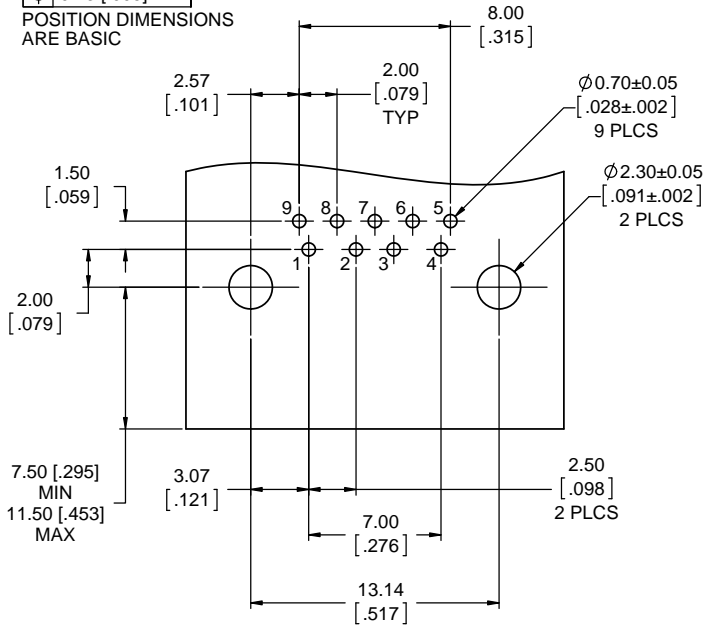 POSITION DIMENSIONS
ARE BASIC
8.00
[.315]
2.57
[.101]
2.00
[.079]
TYP
Ø0.70±0.05
[.028±.002]
9 PLCS
1.50
[.059]
Ø2.30±0.05
[.091±.002]
2 PLCS
9 8 7 6 5
1 2 3 4
2.00
[.079]
7.50 [.295]
MIN
11.50 [.453]
MAX
3.07
[.121]
2.50
[.098]
2 PLCS
7.00
[.276]
13.14
[.517]